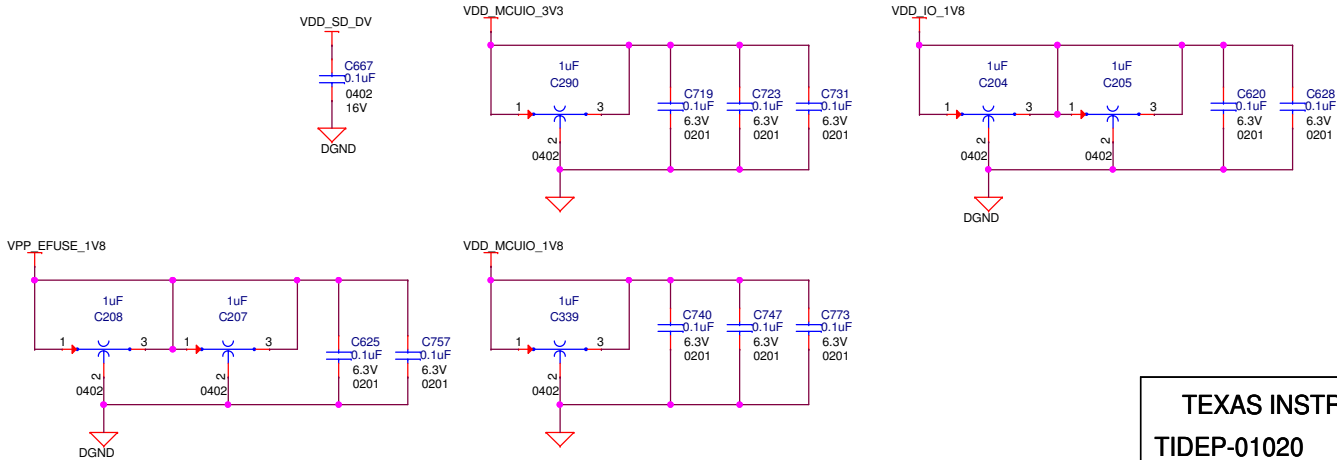 VDD_SD_DV
C667
0.1uF
0402
16V
DGND
VDD_MCUIO_3V3
1uF
C290
1
3
2
0402
C719
0.1uF
6.3V
0201
C723
0.1uF
6.3V
0201
C731
0.1uF
6.3V
0201
VDD_IO_1V8
1uF
C204
1
3
2
0402
1uF
C205
1
3
2
0402
C620
0.1uF
6.3V
0201
C628
0.1uF
6.3V
0201
DGND
VPP_EFUSE_1V8
1uF
C208
1
3
2
0402
1uF
C207
1
3
2
0402
C625
0.1uF
6.3V
0201
C757
0.1uF
6.3V
0201
DGND
VDD_MCUIO_1V8
1uF
C339
1
3
2
0402
C740
0.1uF
6.3V
0201
C747
0.1uF
6.3V
0201
C773
0.1uF
6.3V
0201
TEXAS INSTR
TIDEP-01020